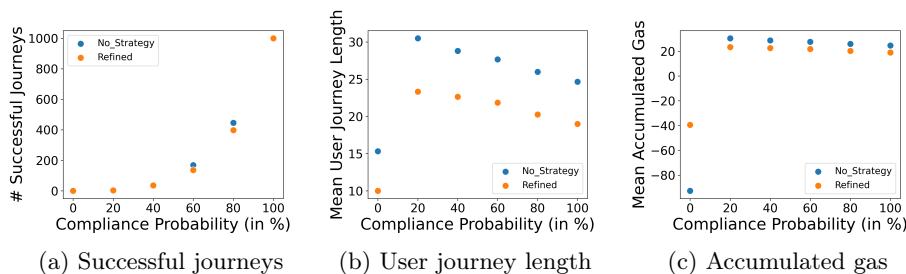 # Successful Journeys
1000
800
600
400
200
0
No_Strategy
Refined
0 20 40 60 80 100
Compliance Probability (in %)
(a) Successful journeys
Mean User Journey Length
30
25
20
15
10
No_Strategy
Refined
0 20 40 60 80 100
Compliance Probability (in %)
(b) User journey length
Mean Accumulated Gas
20
0
−20
−40
−60
−80
No_Strategy
Refined
0 20 40 60 80 100
Compliance Probability (in %)
(c) Accumulated gas